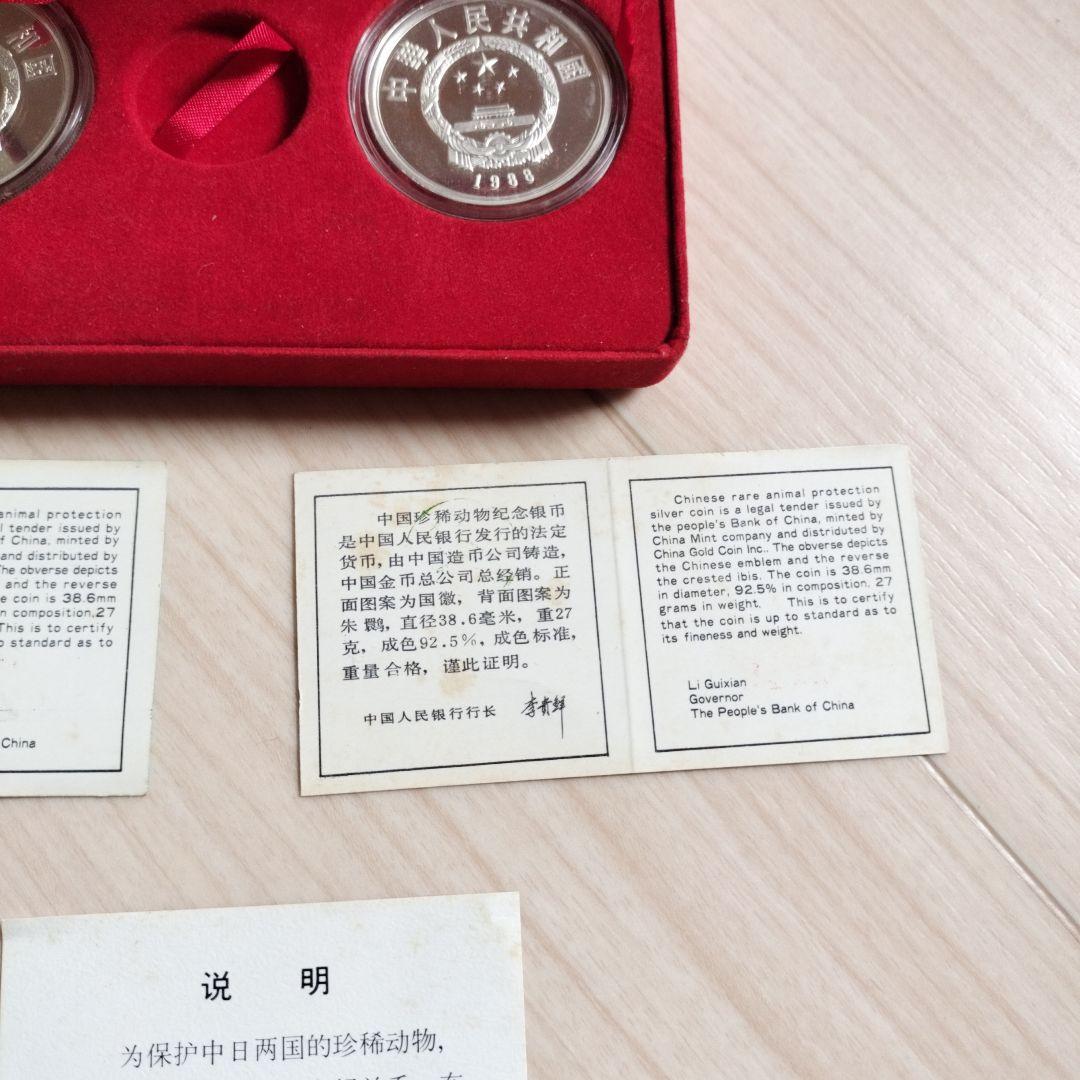 和國
中華人民共和國
1988
animal protection
l tender issued by
of China, minted by
and distributed by
The obverse depicts
and the reverse
e coin is 38.6mm
n composition,27
This is to certify
o standard as to
China
中国珍稀动物纪念银币
是中国人民银行发行的法定
货币,由中国造币公司铸造,
中国金币总公司总经销。正
面图案为国徽,背面图案为
朱鹮,直径38.6毫米,重27
克,成色92.5%,成色标准,
重量合格,谨此证明。
中国人民银行行长 李贵鲜
Chinese rare animal protection
silver coin is a legal tender issued by
the people's Bank of China, minted by
China Mint company and distriduted by
China Gold Coin Inc.. The obverse depicts
the Chinese emblem and the reverse
the crested ibis. The coin is 38.6mm
in diameter, 92.5% in composition, 27
grams in weight. This is to certify
that the coin is up to standard as to
its fineness and weight.
Li Guixian
Governor
The People's Bank of China
说 明
为保护中日两国的珍稀动物,